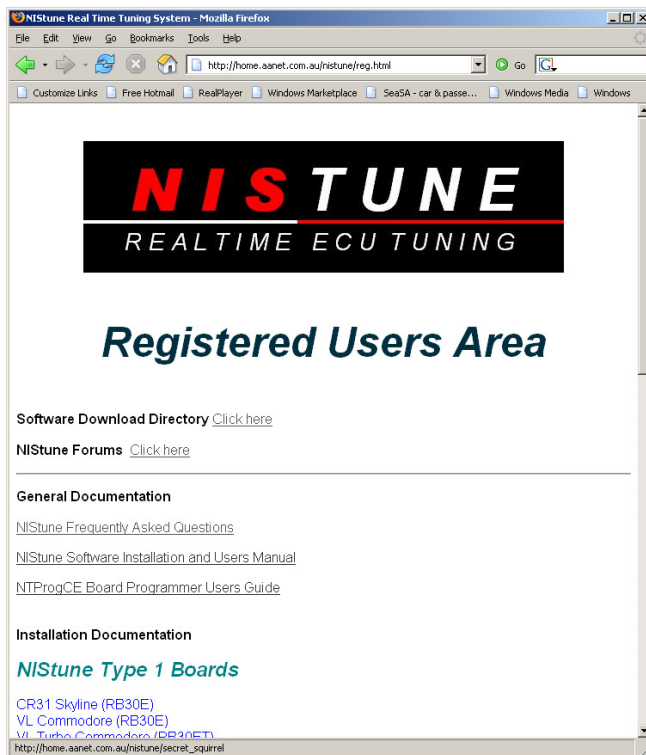 NIStune Real Time Tuning System - Mozilla Firefox
File Edit View Go Bookmarks Tools Help
http://home.aanet.com.au/nistune/reg.html Go G
Customize Links Free Hotmail RealPlayer Windows Marketplace SeaSA - car & passe... Windows Media Windows
NISTUNE
REALTIME ECU TUNING
Registered Users Area
Software Download Directory Click here
NIStune Forums Click here
General Documentation
NIStune Frequently Asked Questions
NIStune Software Installation and Users Manual
NTProgCE Board Programmer Users Guide
Installation Documentation
NIStune Type 1 Boards
CR31 Skyline (RB30E)
VL Commodore (RB30E)
VL Turbo Commodore (RB30ET)
http://home.aanet.com.au/nistune/secret_squirrel